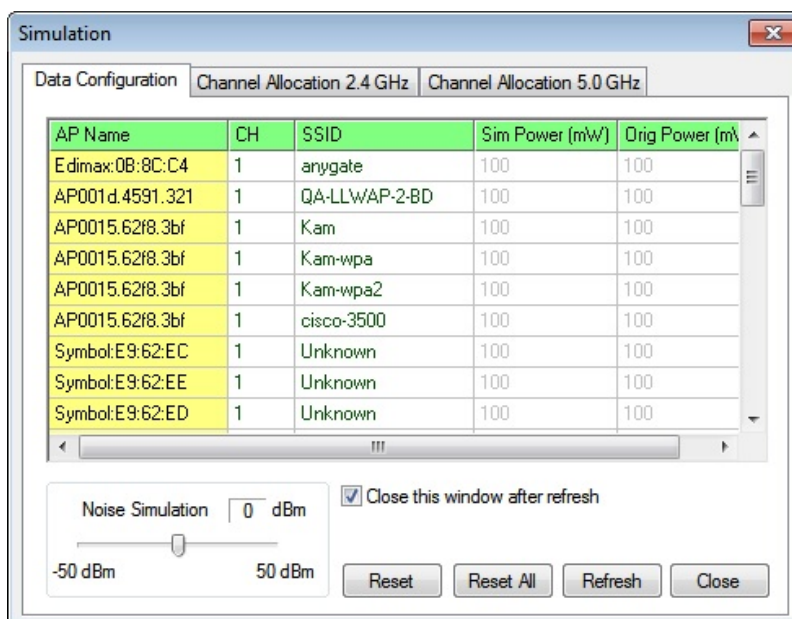 Simulation
Data Configuration Channel Allocation 2.4 GHz Channel Allocation 5.0 GHz
AP Name CH SSID Sim Power (mW) Orig Power (m
Edimax:0B:8C:C4 1 anygate 100 100
AP001d.4591.321 1 QA-LLWAP-2-BD 100 100
AP0015.62f8.3bf 1 Kam 100 100
AP0015.62f8.3bf 1 Kam-wpa 100 100
AP0015.62f8.3bf 1 Kam-wpa2 100 100
AP0015.62f8.3bf 1 cisco-3500 100 100
Symbol:E9:62:EC 1 Unknown 100 100
Symbol:E9:62:EE 1 Unknown 100 100
Symbol:E9:62:ED 1 Unknown 100 100
Noise Simulation 0 dBm
-50 dBm 50 dBm
Close this window after refresh
Reset Reset All Refresh Close